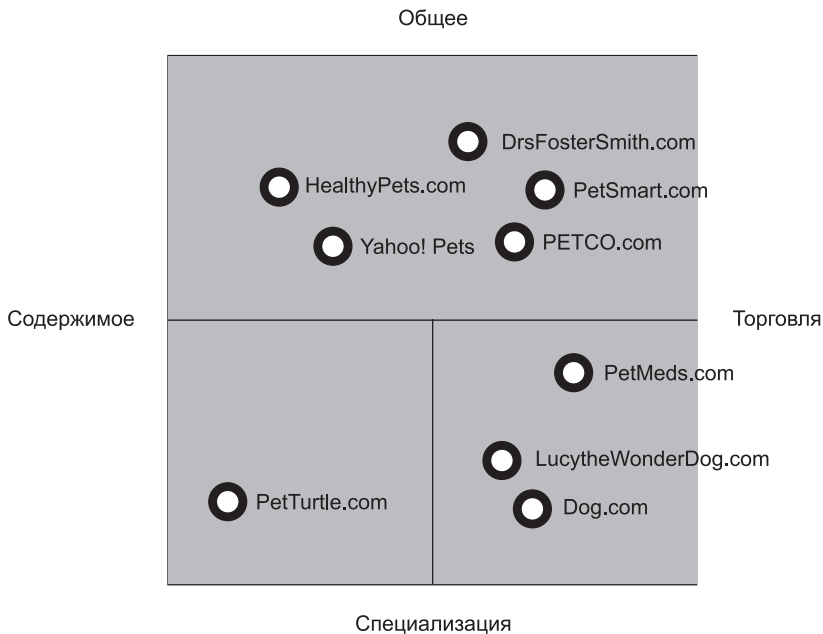 Общее
DrsFosterSmith.com
HealthyPets.com
PetSmart.com
Yahoo! Pets
PETCO.com
Содержимое
Торговля
PetMeds.com
LucytheWonderDog.com
PetTurtle.com
Dog.com
Специализация